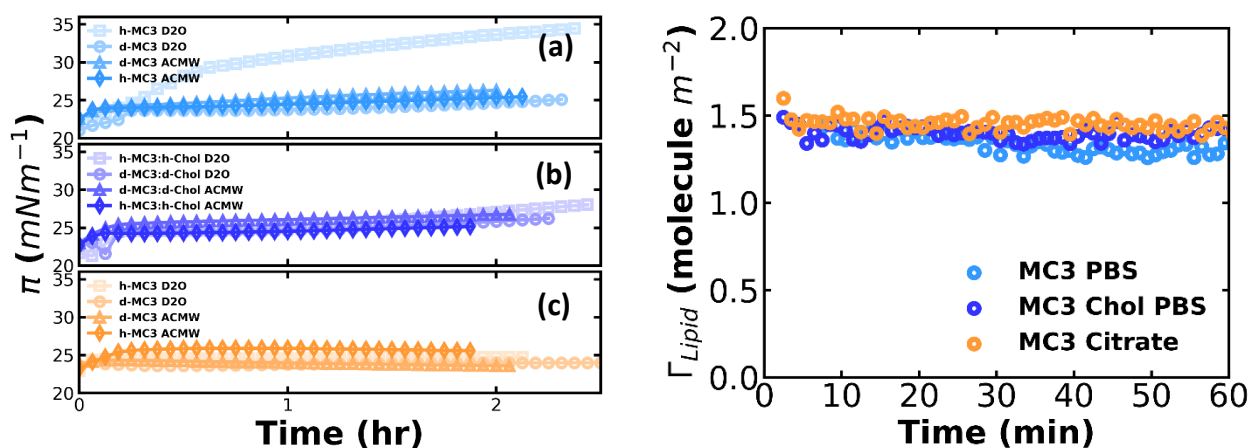 35
30
25
20
h-MC3 D2O
d-MC3 D2O
d-MC3 ACMW
h-MC3 ACMW
(a)
35
30
25
20
h-MC3:h-Chol D2O
d-MC3:d-Chol D2O
d-MC3:d-Chol ACMW
h-MC3:h-Chol ACMW
(b)
35
30
25
20
h-MC3 D2O
d-MC3 D2O
d-MC3 ACMW
h-MC3 ACMW
(c)
0 1 2
Time (hr)
π (mNm⁻¹)
2.0
1.5
1.0
0.5
0.0
MC3 PBS
MC3 Chol PBS
MC3 Citrate
0 10 20 30 40 50 60
Time (min)
Γ_Lipid (molecule m⁻²)